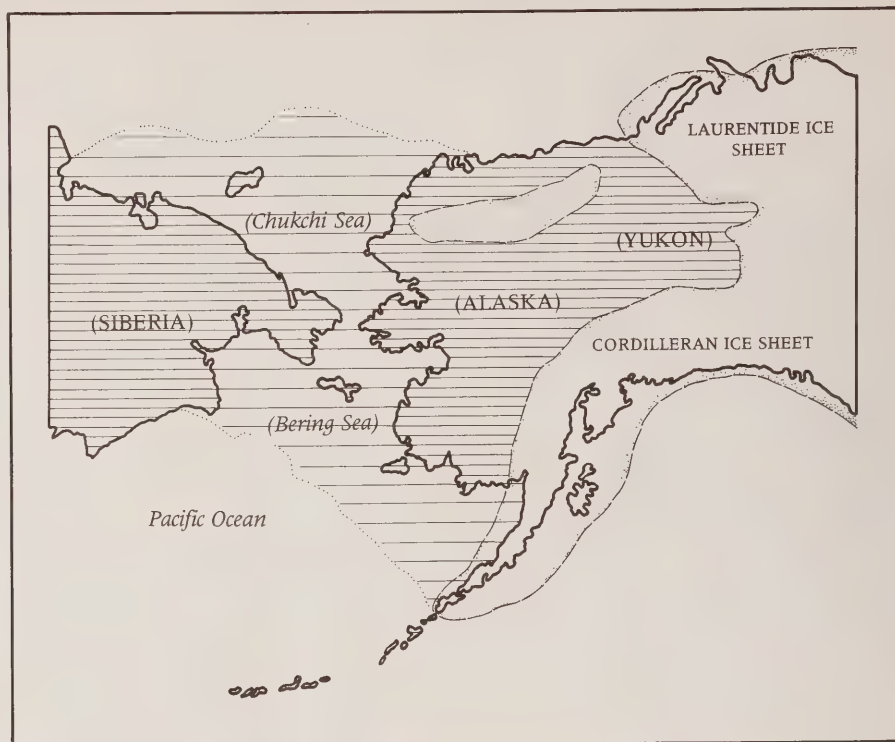 LAURENTIDE ICE
SHEET
(Chukchi Sea)
(YUKON)
(SIBERIA)
(ALASKA)
CORDILLERAN ICE SHEET
(Bering Sea)
Pacific Ocean